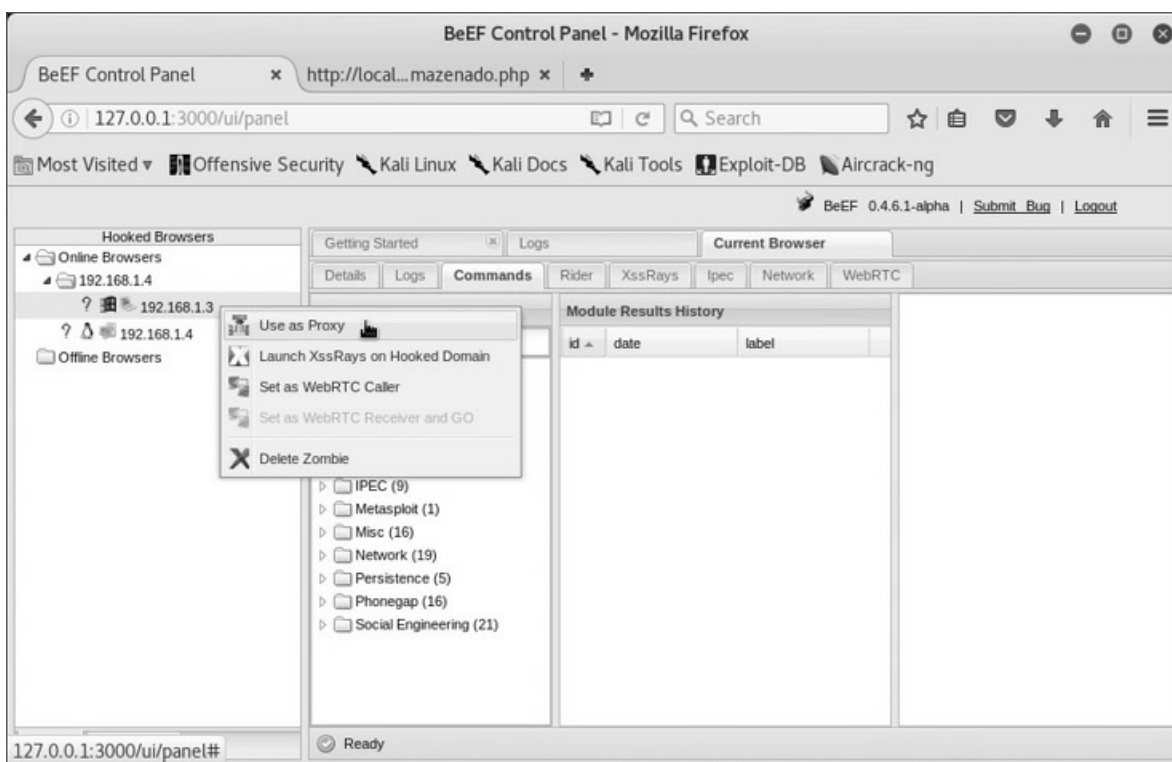 BeEF Control Panel - Mozilla Firefox
BeEF Control Panel
http://local...mazenado.php
127.0.0.1:3000/ui/panel
Search
Most Visited
Offensive Security
Kali Linux
Kali Docs
Kali Tools
Exploit-DB
Aircrack-ng
BeEF 0.4.6.1-alpha | Submit Bug | Logout
Hooked Browsers
Getting Started
Logs
Current Browser
Online Browsers
192.168.1.4
? 192.168.1.3
? 192.168.1.4
Offline Browsers
Details
Logs
Commands
Rider
XssRays
Ipec
Network
WebRTC
Use as Proxy
Launch XssRays on Hooked Domain
Set as WebRTC Caller
Set as WebRTC Receiver and GO
Delete Zombie
IPEC (9)
Metasploit (1)
Misc (16)
Network (19)
Persistence (5)
Phonegap (16)
Social Engineering (21)
Module Results History
id date label
127.0.0.1:3000/ui/panel#
Ready